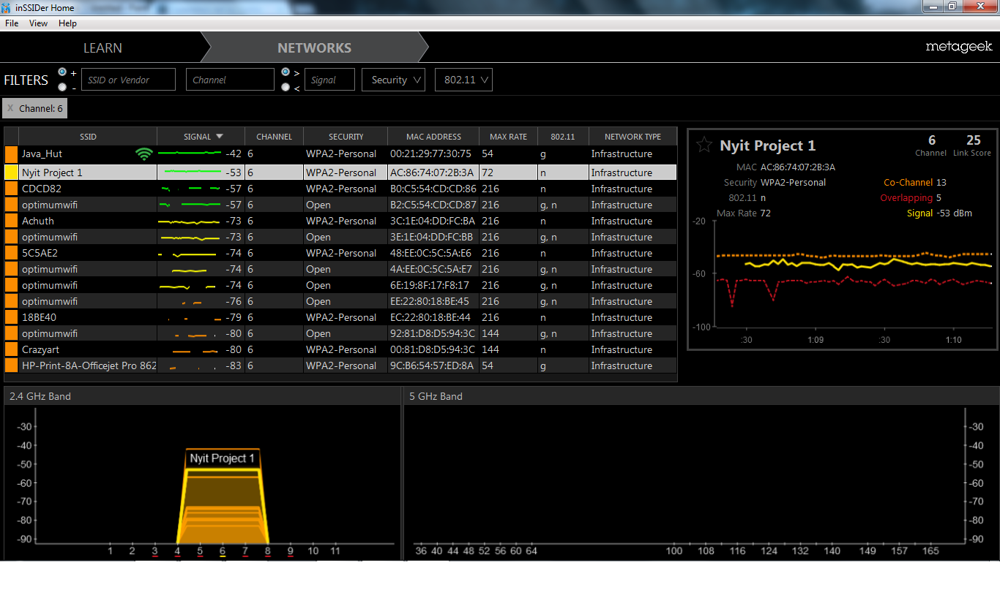 inSSIDer Home
File View Help
LEARN NETWORKS metageek
FILTERS + - SSID or Vendor Channel > < Signal Security 802.11
X Channel: 6
SSID SIGNAL CHANNEL SECURITY MAC ADDRESS MAX RATE 802.11 NETWORK TYPE
Java_Hut -42 6 WPA2-Personal 00:21:29:77:30:75 54 g Infrastructure
Nyit Project 1 -53 6 WPA2-Personal AC:86:74:07:2B:3A 72 n Infrastructure
CDCD82 -57 6 WPA2-Personal B0:C5:54:CD:CD:86 216 n Infrastructure
optimumwifi -57 6 Open B2:C5:54:CD:CD:87 216 g, n Infrastructure
Achuth -73 6 WPA2-Personal 3C:1E:04:DD:FC:BA 216 n Infrastructure
optimumwifi -73 6 Open 3E:1E:04:DD:FC:BB 216 g, n Infrastructure
5C5AE2 -74 6 WPA2-Personal 48:EE:0C:5C:5A:E6 216 n Infrastructure
optimumwifi -74 6 Open 4A:EE:0C:5C:5A:E7 216 g, n Infrastructure
optimumwifi -74 6 Open 6E:19:8F:17:F8:17 216 g, n Infrastructure
optimumwifi -76 6 Open EE:22:80:18:BE:45 216 g, n Infrastructure
18BE40 -79 6 WPA2-Personal EC:22:80:18:BE:44 216 n Infrastructure
optimumwifi -80 6 Open 92:81:D8:D5:94:3C 144 g, n Infrastructure
Crazyart -80 6 WPA2-Personal 00:81:D8:D5:94:3C 144 n Infrastructure
HP-Print-8A-Officejet Pro 862 -83 6 WPA2-Personal 9C:B6:54:57:ED:8A 54 g Infrastructure
Nyit Project 1 6 25
Channel Link Score
MAC AC:86:74:07:2B:3A
Security WPA2-Personal Co-Channel 13
802.11 n Overlapping 5
Max Rate 72 Signal -53 dBm
-20
-60
-100
:30 1:09 :30 1:10
2.4 GHz Band
-30
-40
-50
-60
-70
-80
-90
Nyit Project 1
1 2 3 4 5 6 7 8 9 10 11
5 GHz Band
-30
-40
-50
-60
-70
-80
-90
36 40 44 48 52 56 60 64 100 108 116 124 132 140 149 157 165